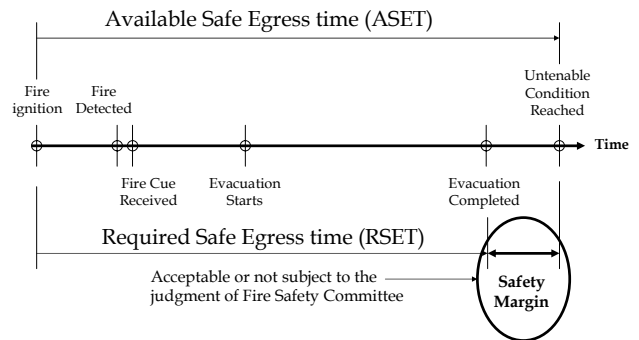 Available Safe Egress time (ASET)
Fire
ignition
Fire
Detected
Untenable
Condition
Reached
Time
Fire Cue
Received
Evacuation
Starts
Evacuation
Completed
Required Safe Egress time (RSET)
Acceptable or not subject to the
judgment of Fire Safety Committee
Safety
Margin